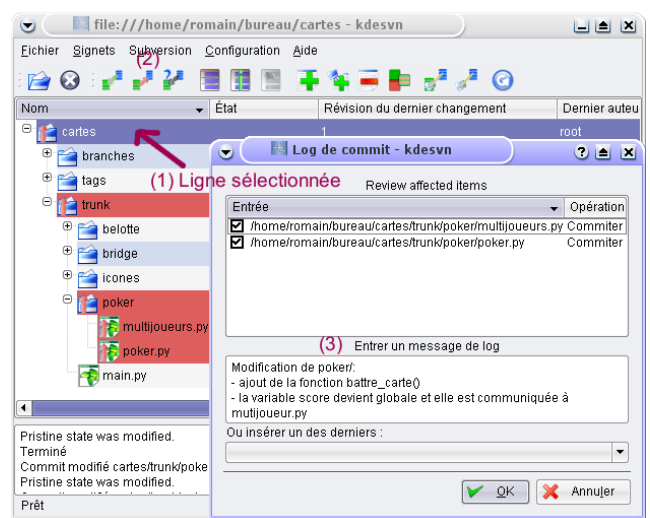 file:///home/romain/bureau/cartes - kdesvn
Fichier Signets Subversion Configuration Aide
(2)
Nom État Révision du dernier changement Dernier auteu
cartes 1 root
branches
tags
trunk
belotte
bridge
icones
poker
multijoueurs.py
poker.py
main.py
(1) Ligne sélectionnée
Pristine state was modified.
Terminé
Commit modifié cartes/trunk/poke
Pristine state was modified.
Prêt
Log de commit - kdesvn
Review affected items
Entrée Opération
/home/romain/bureau/cartes/trunk/poker/multijoueurs.py Commiter
/home/romain/bureau/cartes/trunk/poker/poker.py Commiter
(3) Entrer un message de log
Modification de poker/:
- ajout de la fonction battre_carte()
- la variable score devient globale et elle est communiquée à
mutijoueur.py
Ou insérer un des derniers :
OK Annuler